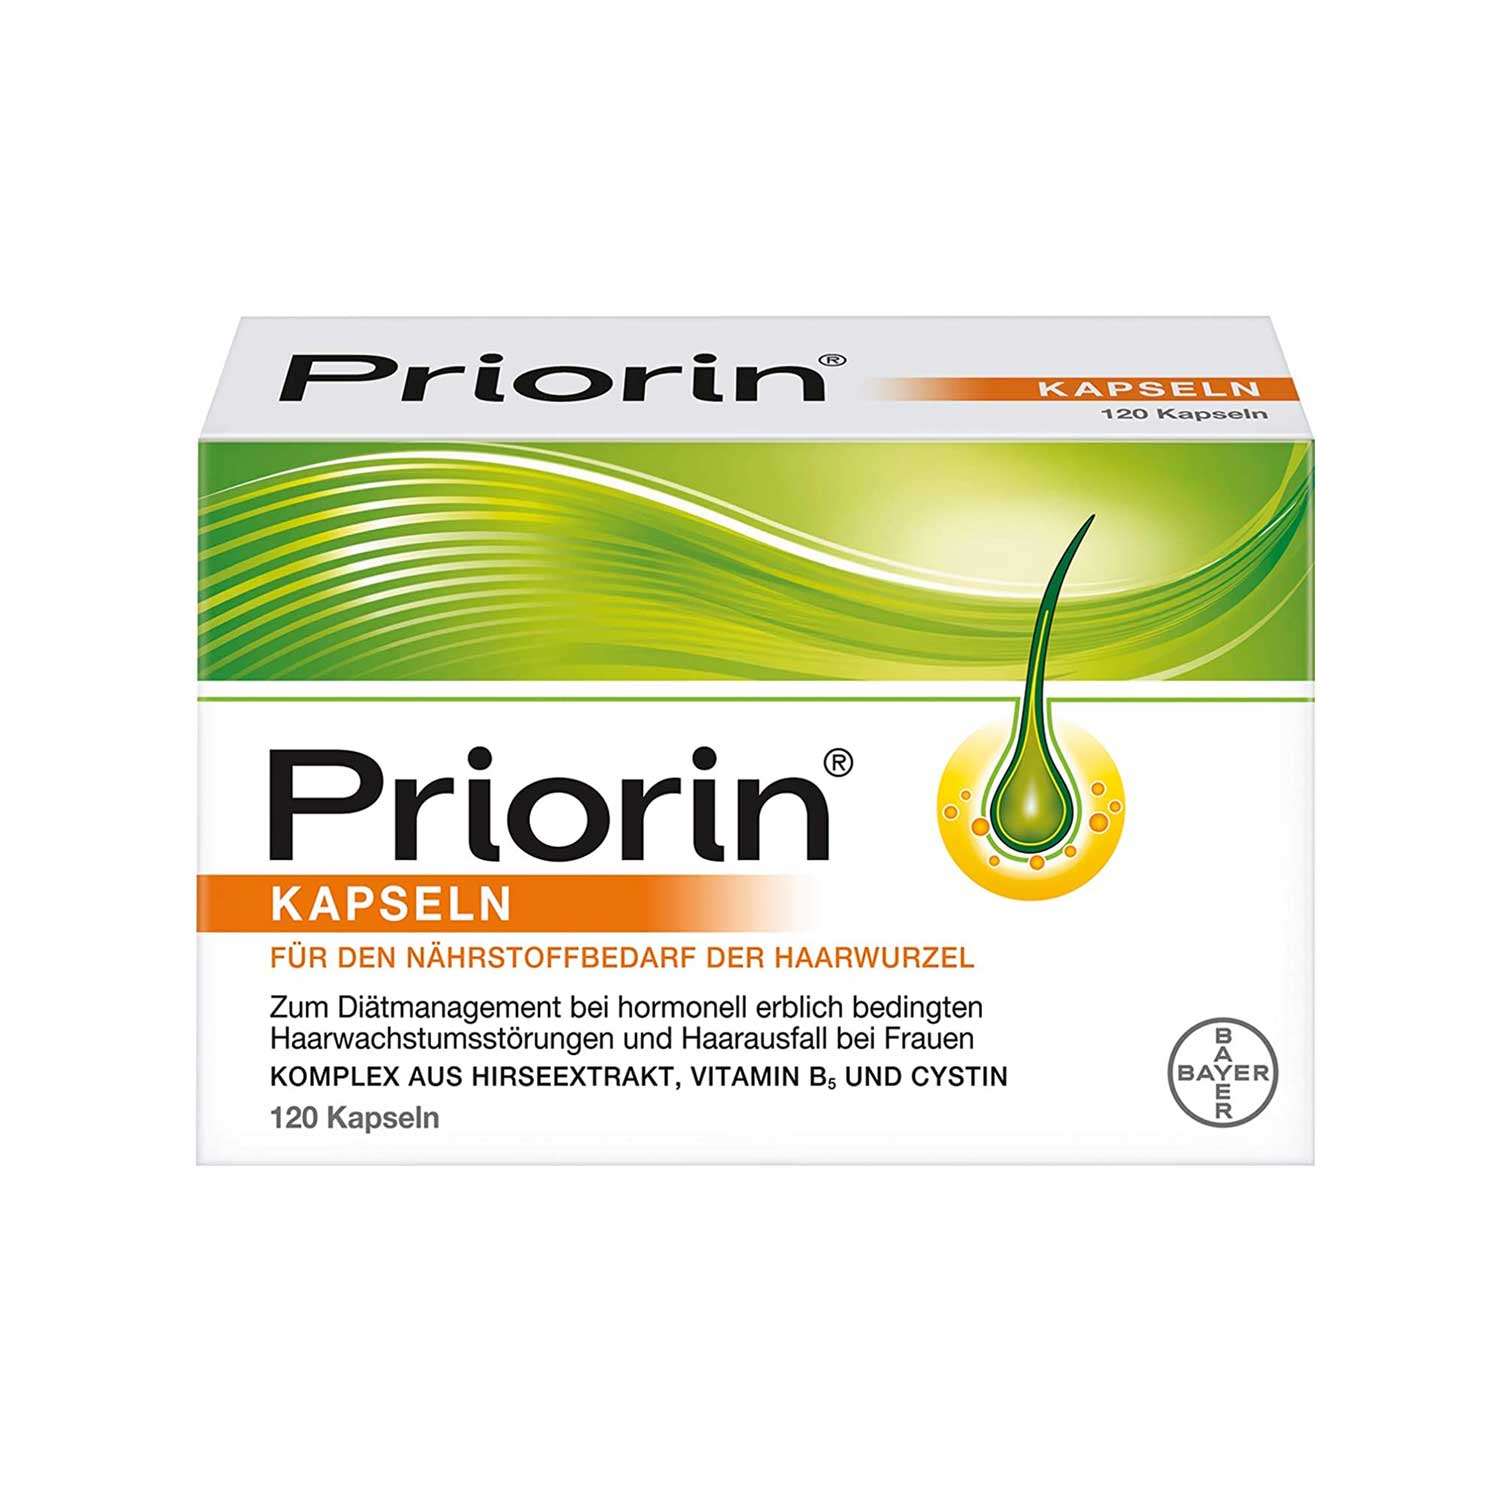 Priorin®
KAPSELN
120 Kapseln
Priorin®
KAPSELN
FÜR DEN NÄHRSTOFFBEDARF DER HAARWURZEL
Zum Diätmanagement bei hormonell erblich bedingten
Haarwachstumsstörungen und Haarausfall bei Frauen
KOMPLEX AUS HIRSEEXTRAKT, VITAMIN B₅ UND CYSTIN
120 Kapseln
BAYER
BAYER